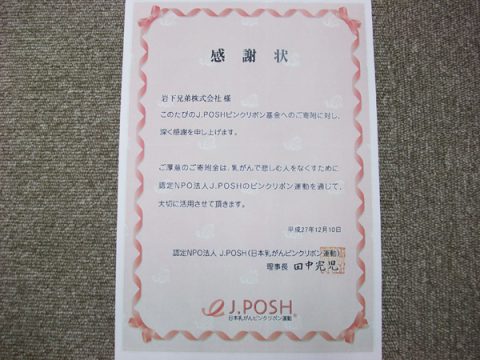 感謝状
岩下兄弟株式会社 様
このたびのJ.POSHピンクリボン基金へのご寄附に対し、
深く感謝を申し上げます。
ご厚意のご寄附金は、乳がんで悲しむ人をなくすために
認定NPO法人J.POSHのピンクリボン運動を通じて、
大切に活用させて頂きます。
平成27年12月10日
認定NPO法人 J.POSH(日本乳がんピンクリボン運動)
理事長 田中完児
J.POSH
日本乳がんピンクリボン運動®